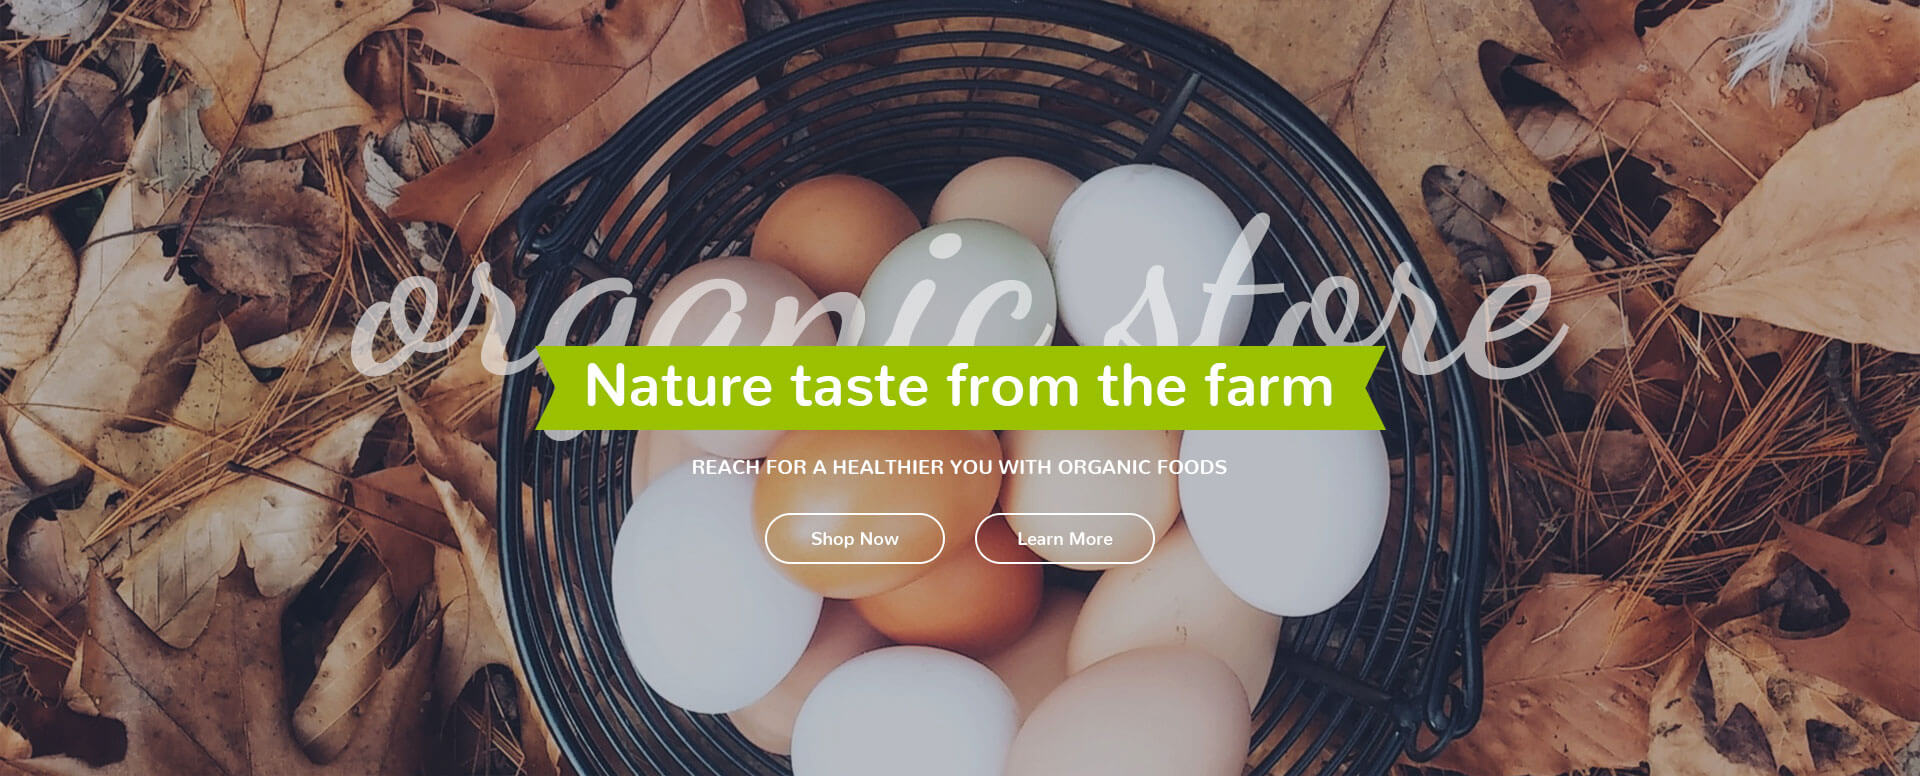 organic store
Nature taste from the farm
REACH FOR A HEALTHIER YOU WITH ORGANIC FOODS
Shop Now
Learn More